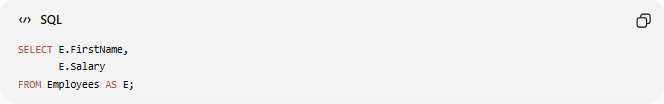 SQL
SELECT E.FirstName,
       E.Salary
FROM Employees AS E;